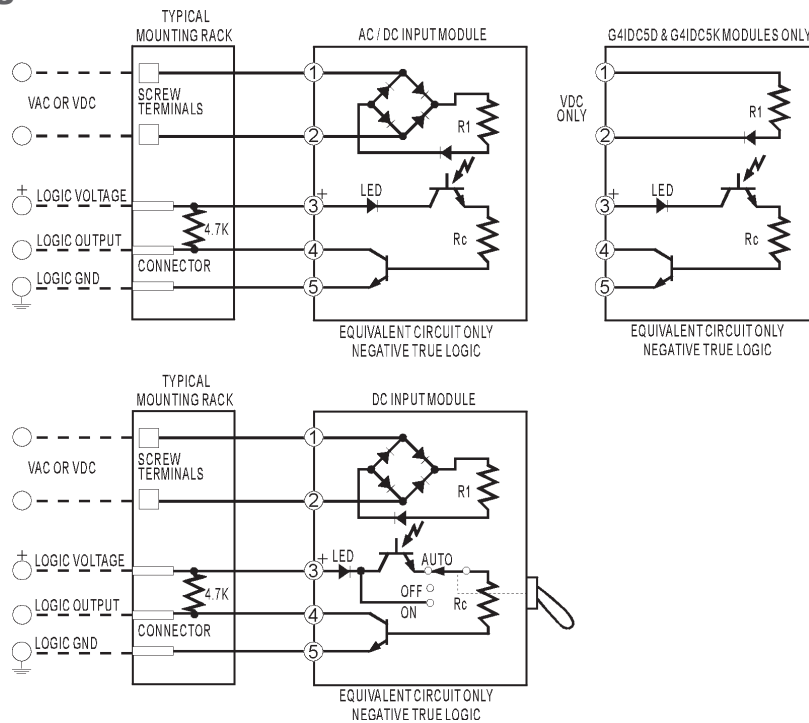 TYPICAL
MOUNTING RACK
AC / DC INPUT MODULE
G4IDC5D & G4IDC5K MODULES ONLY
1
SCREW
TERMINALS
VAC OR VDC
R1
2
+
LOGIC VOLTAGE
+
3
LED
4.7K
LOGIC OUTPUT
4
Rc
CONNECTOR
LOGIC GND
5
EQUIVALENT CIRCUIT ONLY
NEGATIVE TRUE LOGIC
1
VDC
ONLY
R1
2
+
3
LED
4
Rc
5
EQUIVALENT CIRCUIT ONLY
NEGATIVE TRUE LOGIC
TYPICAL
MOUNTING RACK
DC INPUT MODULE
1
SCREW
TERMINALS
VAC OR VDC
R1
2
+
LOGIC VOLTAGE
+
3
LED
AUTO
OFF
ON
4.7K
LOGIC OUTPUT
4
Rc
CONNECTOR
LOGIC GND
5
EQUIVALENT CIRCUIT ONLY
NEGATIVE TRUE LOGIC